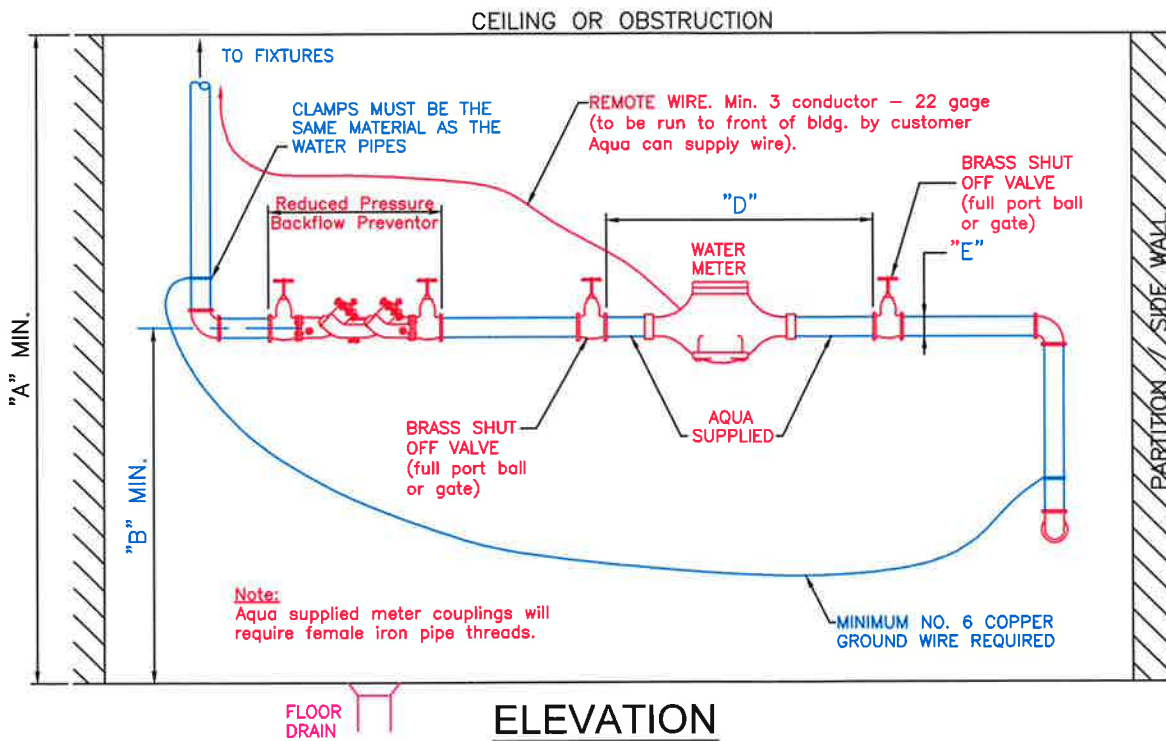 CEILING OR OBSTRUCTION
TO FIXTURES
CLAMPS MUST BE THE
SAME MATERIAL AS THE
WATER PIPES
REMOTE WIRE. Min. 3 conductor – 22 gage
(to be run to front of bldg. by customer
Aqua can supply wire).
BRASS SHUT
OFF VALVE
(full port ball
or gate)
Reduced Pressure
Backflow Preventor
"D"
"E"
WATER
METER
"A" MIN.
"B" MIN.
PARTITION / SIDE WALL
BRASS SHUT
OFF VALVE
(full port ball
or gate)
AQUA
SUPPLIED
Note:
Aqua supplied meter couplings will
require female iron pipe threads.
MINIMUM NO. 6 COPPER
GROUND WIRE REQUIRED
FLOOR
DRAIN
ELEVATION